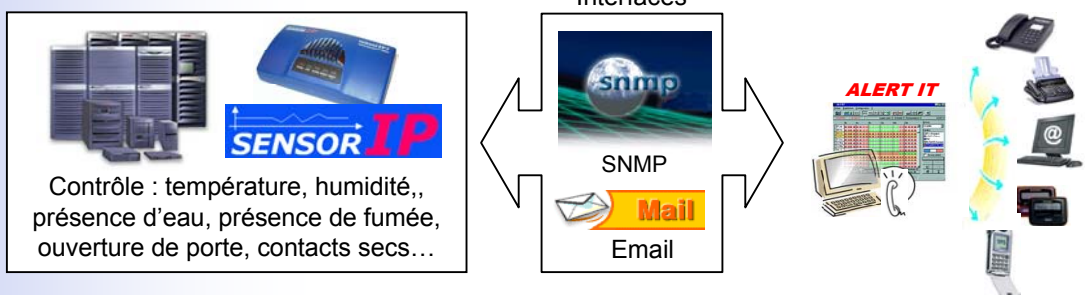 Interfaces
SENSOR IP
Contrôle : température, humidité,,
présence d’eau, présence de fumée,
ouverture de porte, contacts secs…
snmp
SNMP
Mail
Email
ALERT IT
@